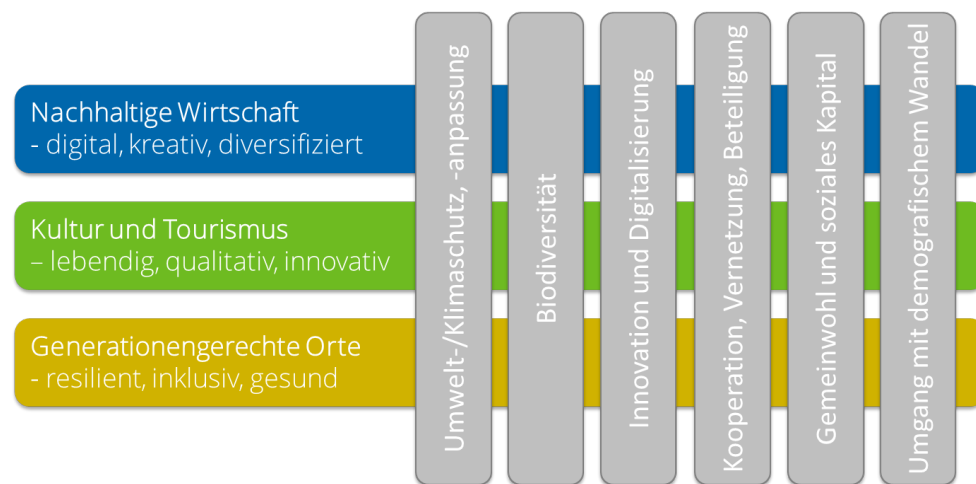 Nachhaltige Wirtschaft
- digital, kreativ, diversifiziert
Kultur und Tourismus
– lebendig, qualitativ, innovativ
Generationengerechte Orte
- resilient, inklusiv, gesund
Umwelt-/Klimaschutz, -anpassung
Biodiversität
Innovation und Digitalisierung
Kooperation, Vernetzung, Beteiligung
Gemeinwohl und soziales Kapital
Umgang mit demografischem Wandel